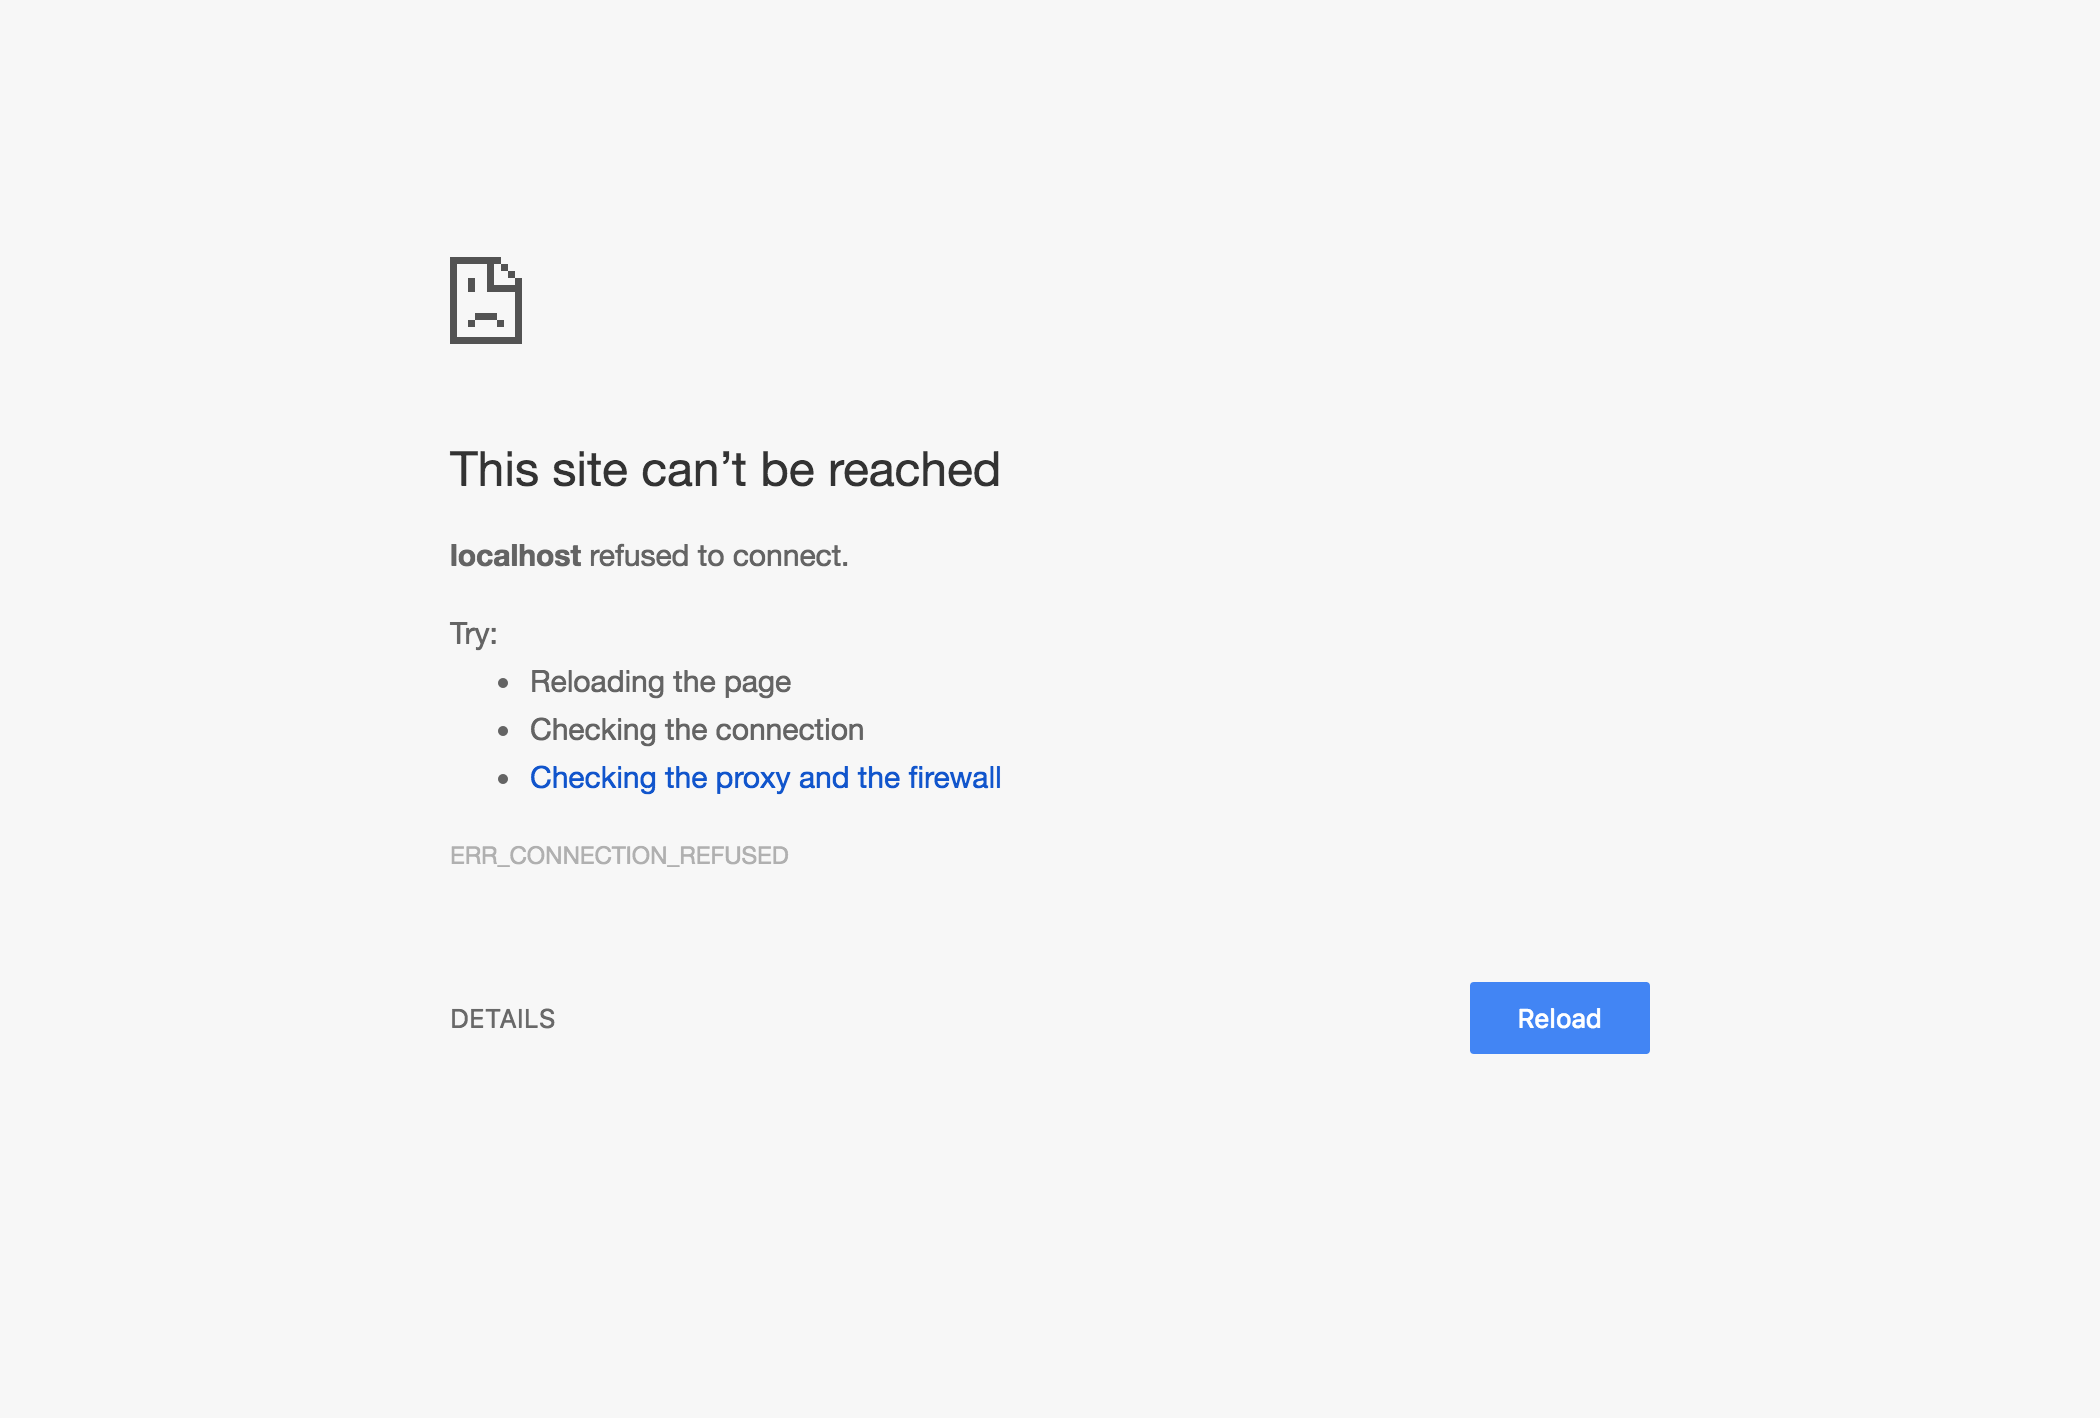 This site can’t be reached
localhost refused to connect.
Try:
• Reloading the page
• Checking the connection
• Checking the proxy and the firewall
ERR_CONNECTION_REFUSED
DETAILS
Reload